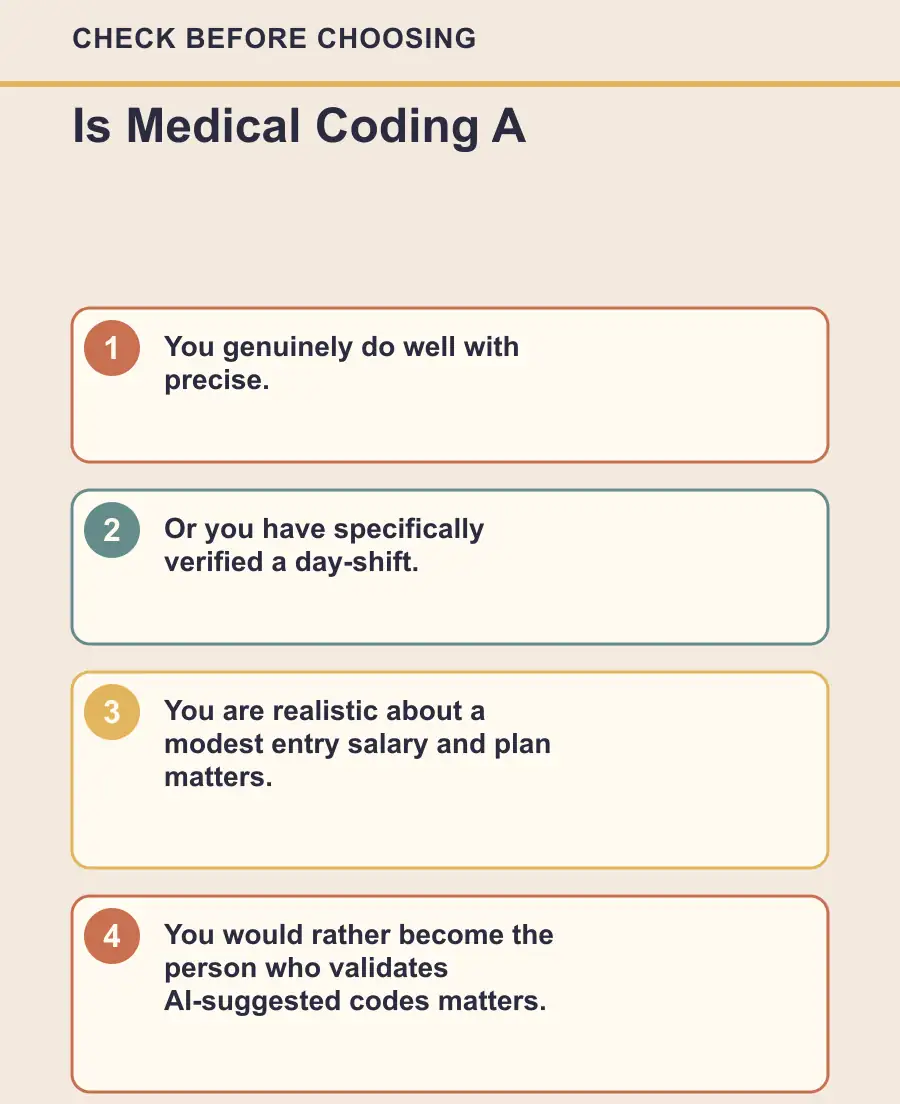 CHECK BEFORE CHOOSING
Is Medical Coding A
1
You genuinely do well with
precise.
2
Or you have specifically
verified a day-shift.
3
You are realistic about a
modest entry salary and plan
matters.
4
You would rather become the
person who validates
AI-suggested codes matters.